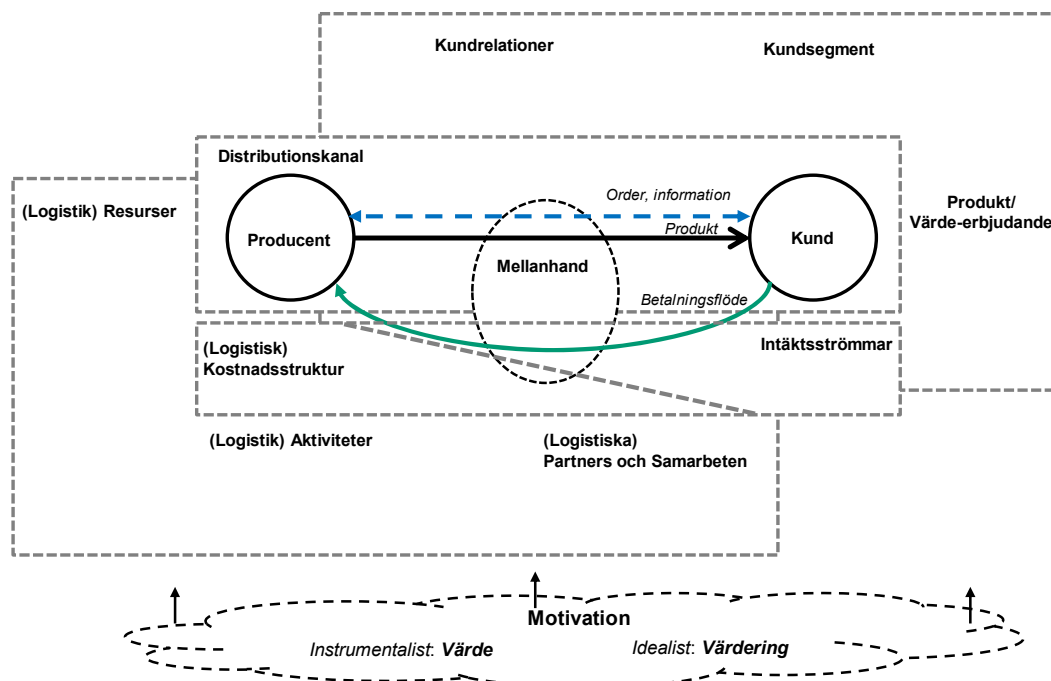 Kundrelationer
Kundsegment
Distributionskanal
(Logistik) Resurser
Order, information
Produkt/
Värde-erbjudande
Producent
Produkt
Kund
Mellanhand
Betalningsflöde
(Logistisk)
Kostnadsstruktur
Intäktsströmmar
(Logistik) Aktiviteter
(Logistiska)
Partners och Samarbeten
Motivation
Instrumentalist: Värde
Idealist: Värdering